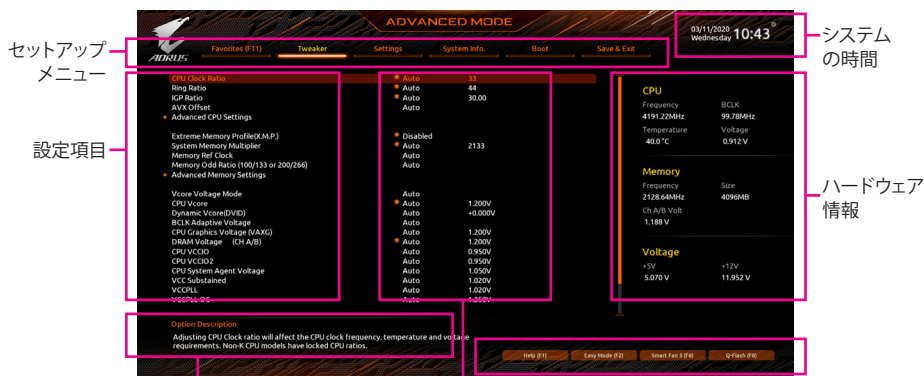 ADVANCED MODE
03/11/2020
Wednesday 10:43
システム
の時間
セットアップ
メニュー
AORUS
Favorites (F11) Tweaker Settings System Info. Boot Save & Exit
設定項目
CPU Clock Ratio * Auto 33
Ring Ratio * Auto 44
IGP Ratio * Auto 30.00
AVX Offset Auto
Advanced CPU Settings
Extreme Memory Profile(X.M.P.) * Disabled
System Memory Multiplier * Auto 2133
Memory Ref Clock Auto
Memory Odd Ratio (100/133 or 200/266) Auto
Advanced Memory Settings
Vcore Voltage Mode Auto
CPU Vcore * Auto 1.200V
Dynamic Vcore(DVID) Auto +0.000V
BCLK Adaptive Voltage Auto
CPU Graphics Voltage (VAXG) Auto 1.200V
DRAM Voltage (CH A/B) * Auto 1.200V
CPU VCCIO Auto 0.950V
CPU VCCIO2 Auto 0.950V
CPU System Agent Voltage Auto 1.050V
VCC Substained Auto 1.020V
VCCPLL Auto 1.020V
VCCPLL OC Auto 1.250V
CPU
Frequency BCLK
4191.22MHz 99.78MHz
Temperature Voltage
40.0 °C 0.912 V
Memory
Frequency Size
2128.64MHz 4096MB
Ch A/B Volt
1.188 V
Voltage
+5V +12V
5.070 V 11.952 V
ハードウェア
情報
Option Description
Adjusting CPU Clock ratio will affect the CPU clock frequency, temperature and voltage
requirements. Non-K CPU models have locked CPU ratios.
Help (F1) Easy Mode (F2) Smart Fan 5 (F6) Q-Flash (F8)